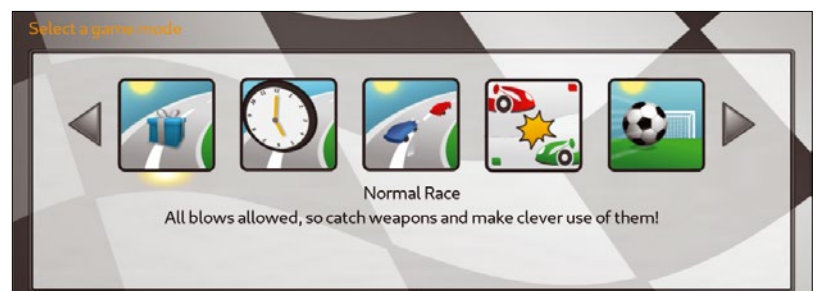 Select a game mode
Normal Race
All blows allowed, so catch weapons and make clever use of them!